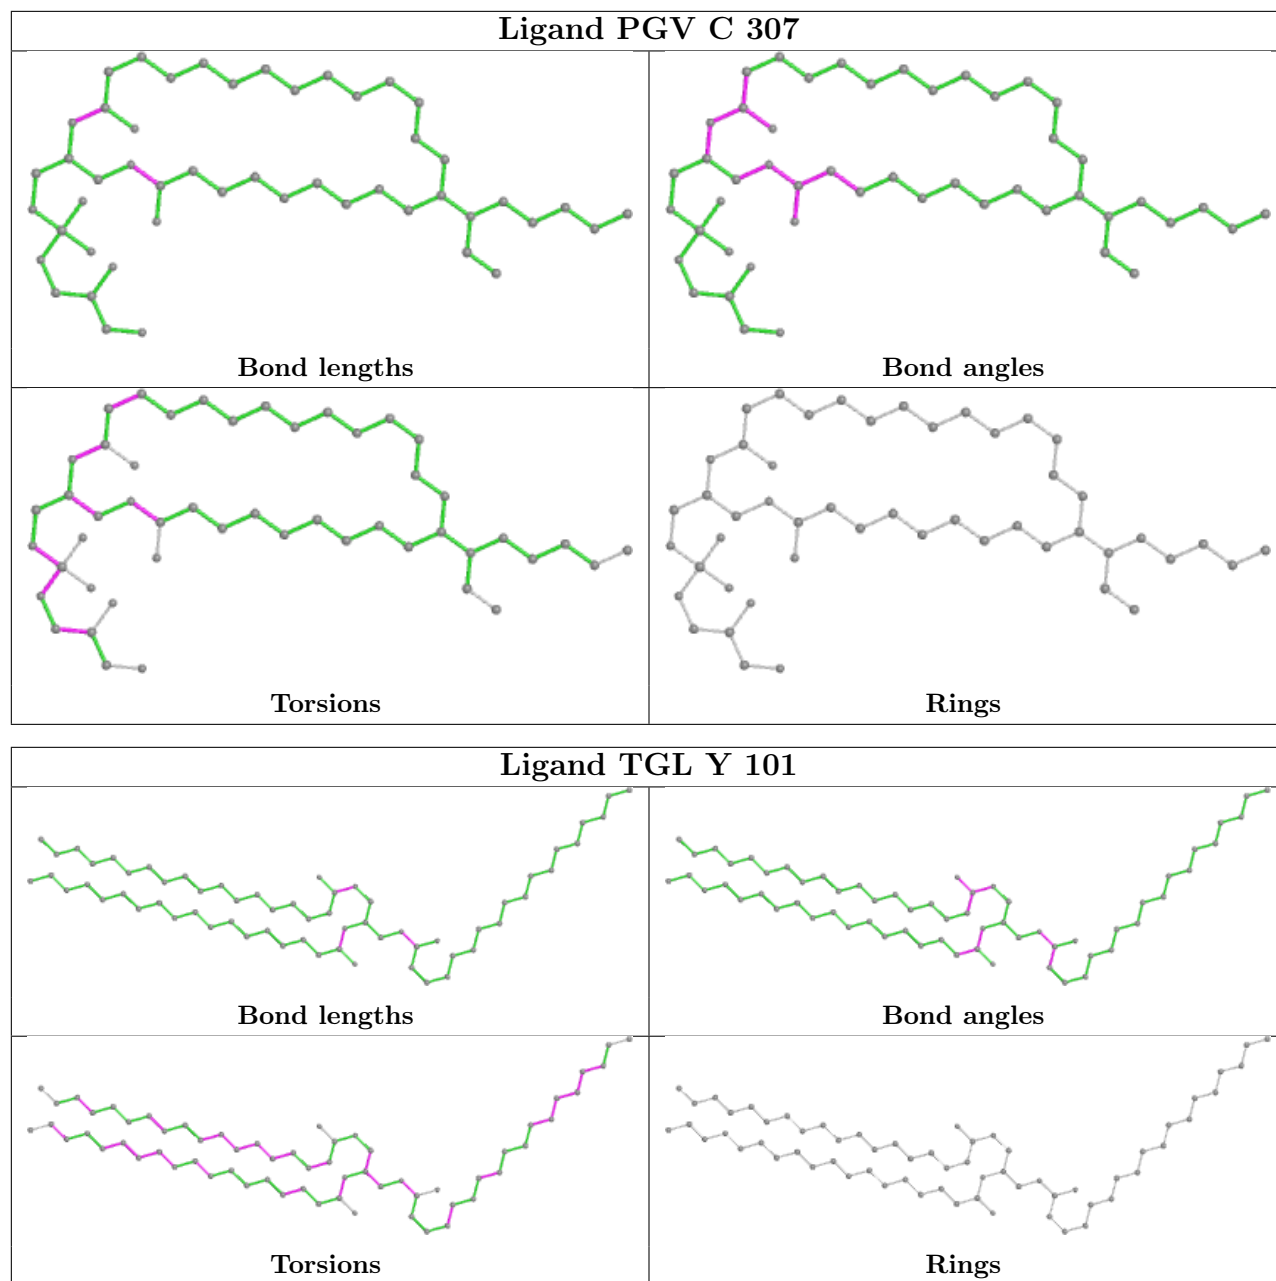 Ligand PGV C 307
Bond lengths
Bond angles
Torsions
Rings
Ligand TGL Y 101
Bond lengths
Bond angles
Torsions
Rings